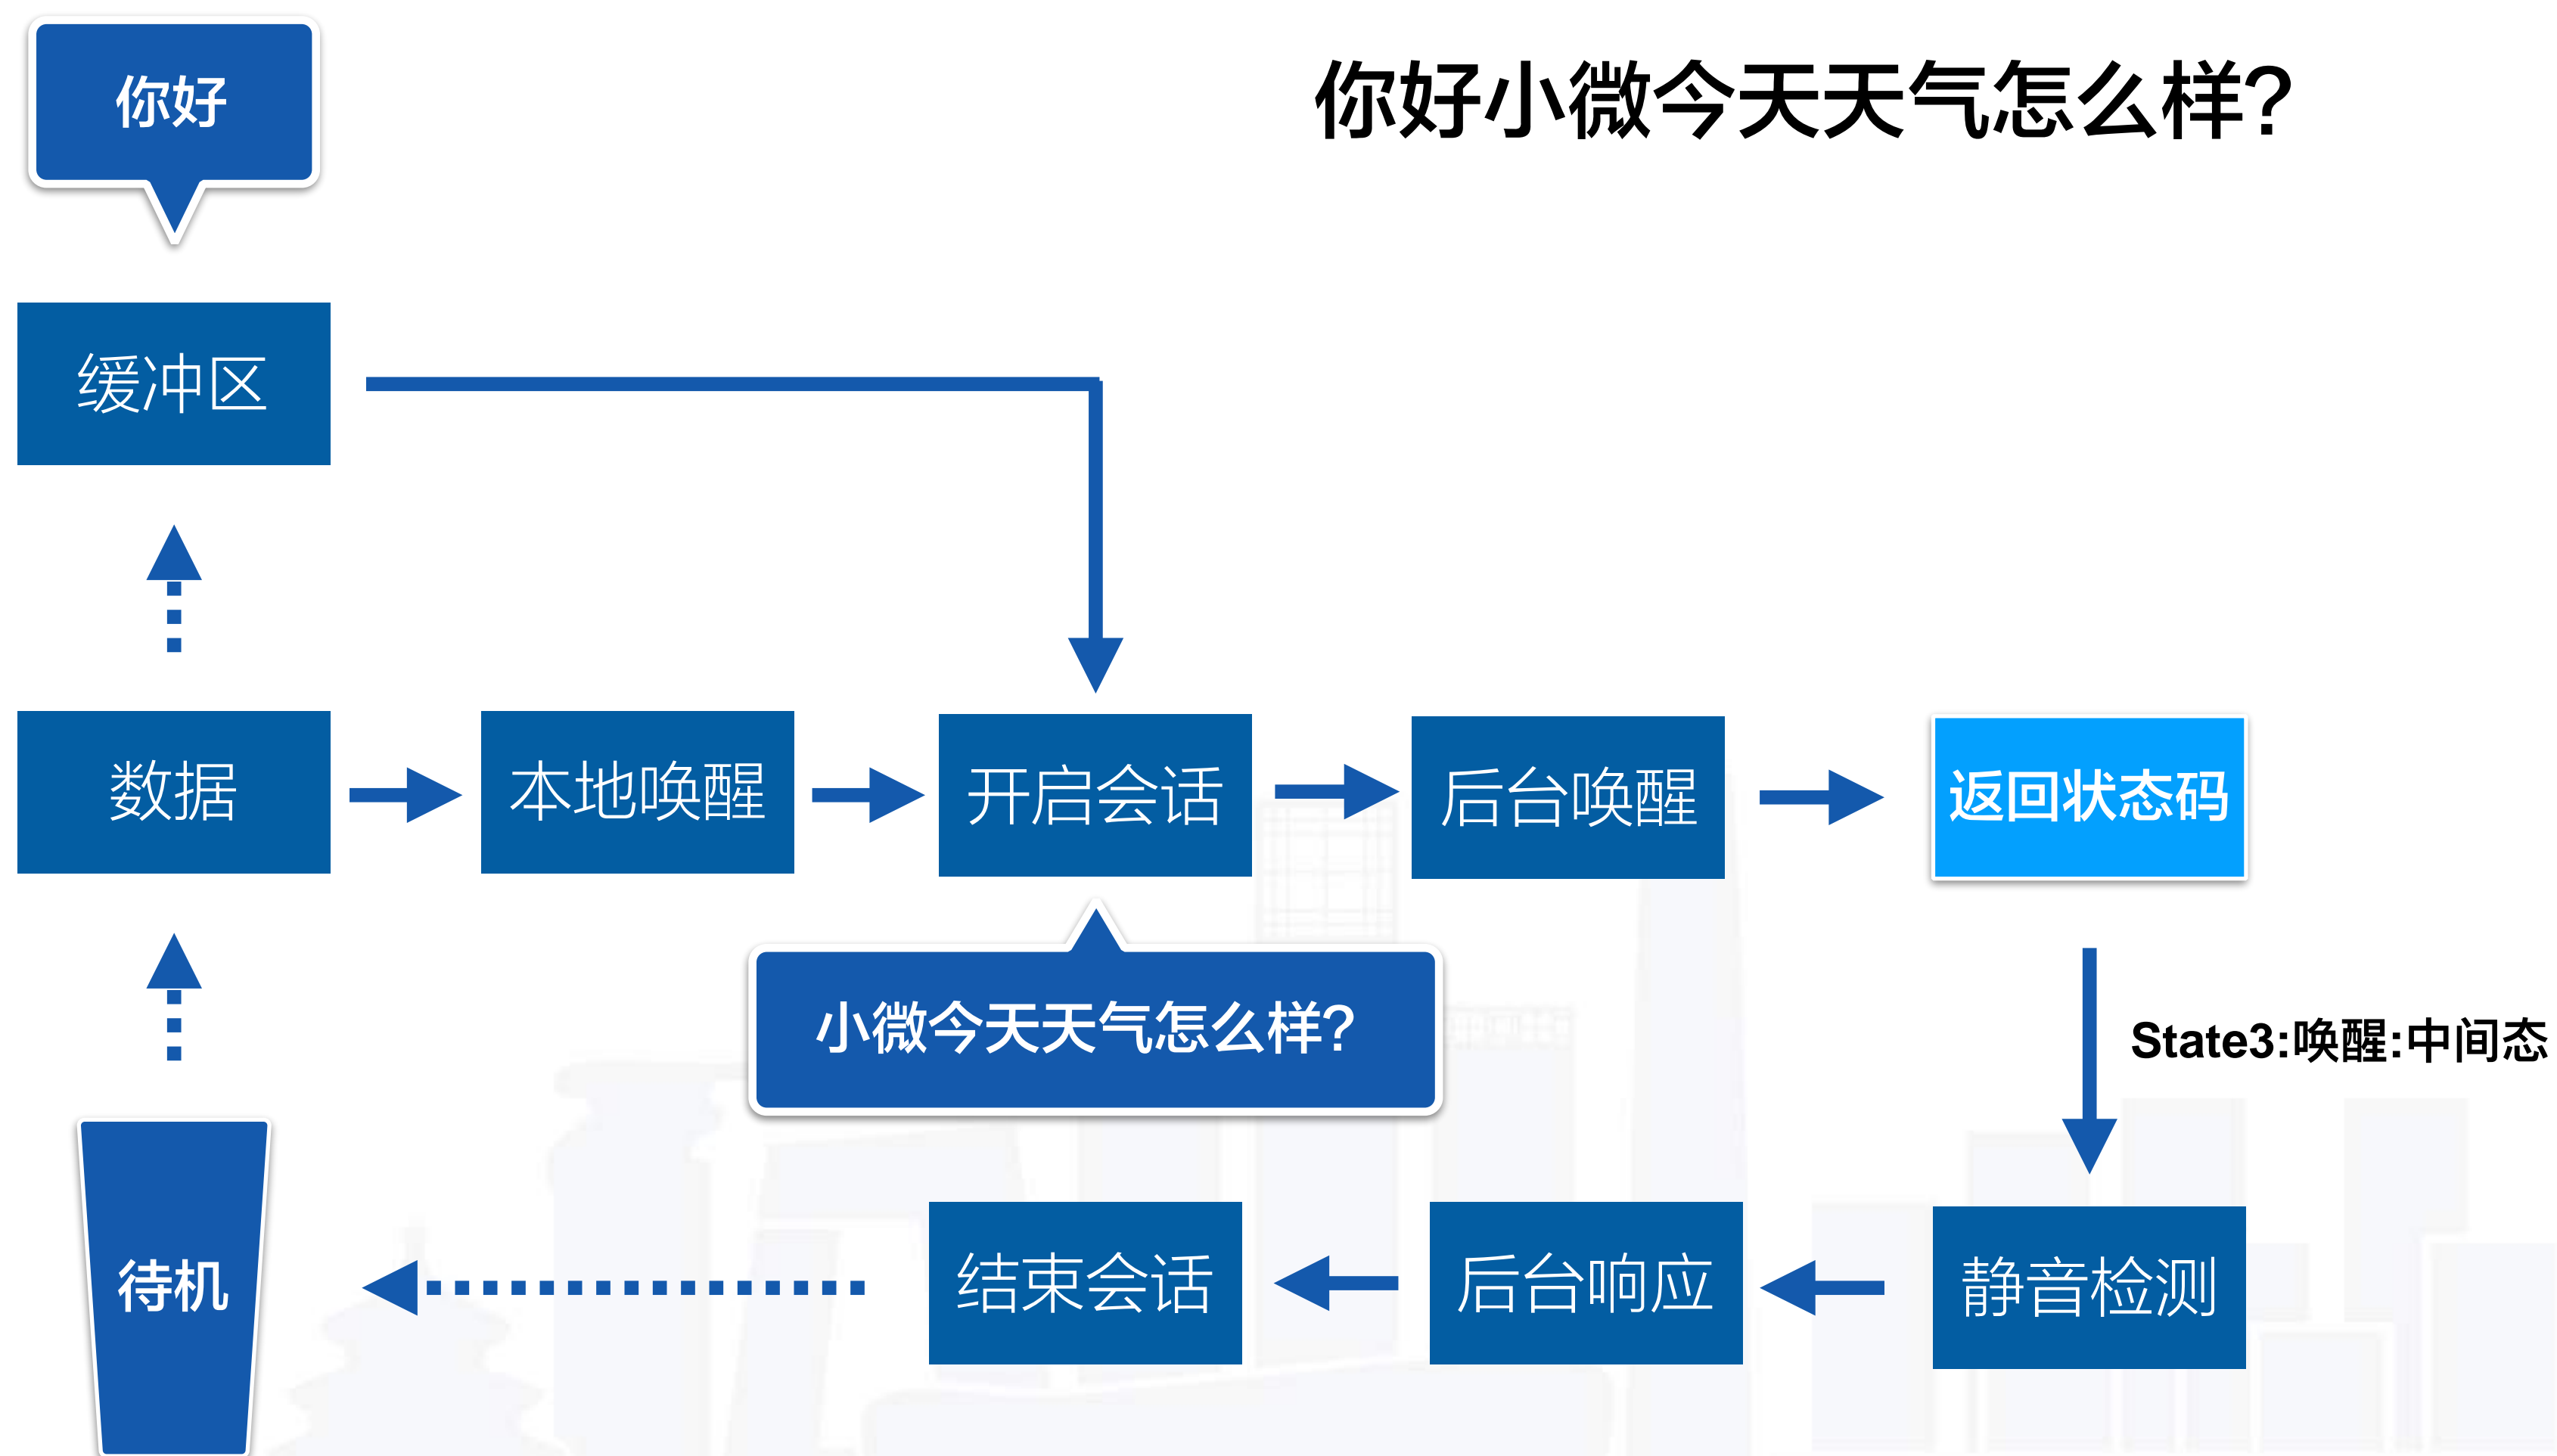 你好
你好小微今天天气怎么样?
缓冲区
数据
本地唤醒
开启会话
后台唤醒
返回状态码
小微今天天气怎么样?
State3:唤醒:中间态
待机
结束会话
后台响应
静音检测